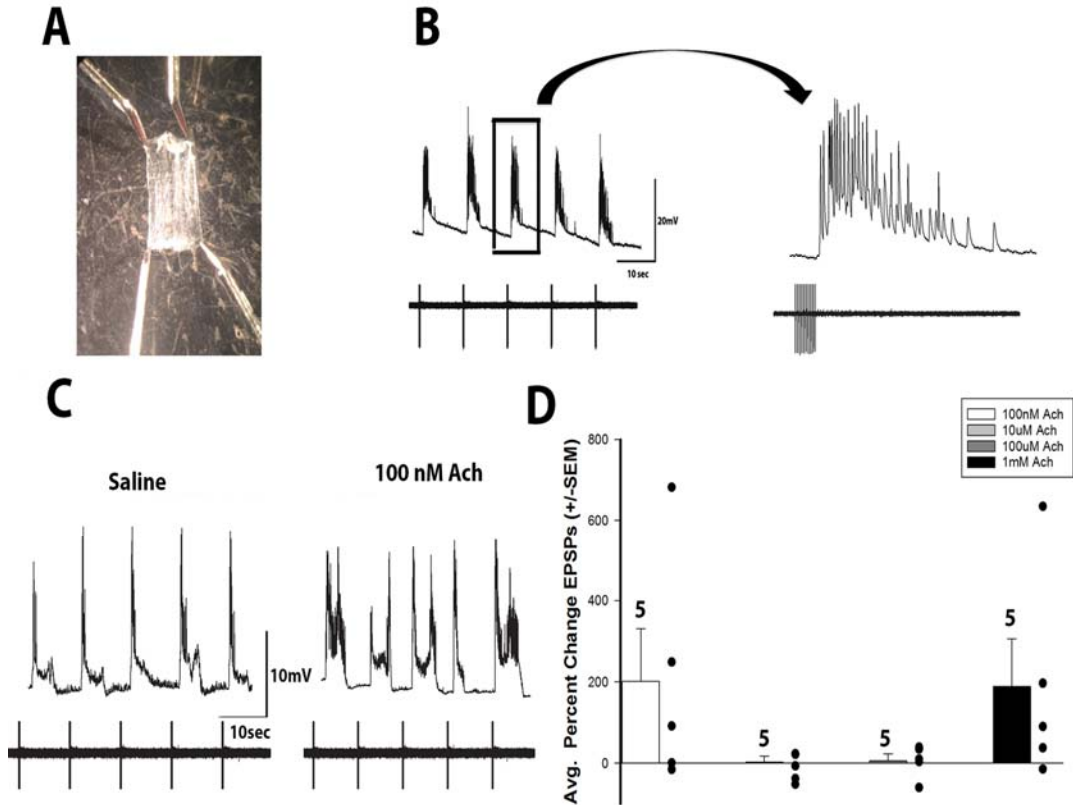 A
B
20mV
10 sec
C
Saline
100 nM Ach
10mV
10sec
D
100nM Ach
10uM Ach
100uM Ach
1mM Ach
Avg. Percent Change EPSPs (+/-SEM)
800
600
400
200
0
5
5
5
5